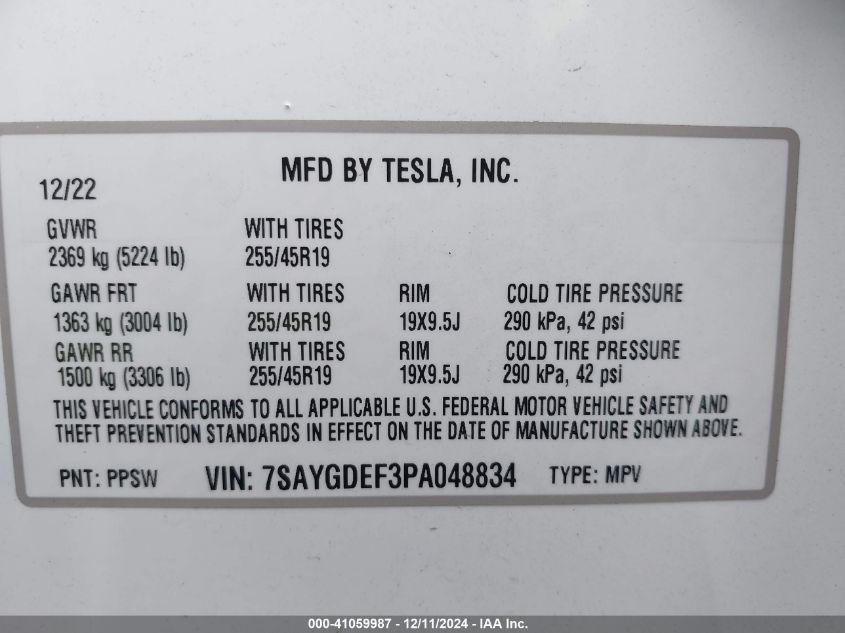 MFD BY TESLA, INC.
12/22
GVWR WITH TIRES
2369 kg (5224 lb) 255/45R19
GAWR FRT WITH TIRES RIM COLD TIRE PRESSURE
1363 kg (3004 lb) 255/45R19 19X9.5J 290 kPa, 42 psi
GAWR RR WITH TIRES RIM COLD TIRE PRESSURE
1500 kg (3306 lb) 255/45R19 19X9.5J 290 kPa, 42 psi
THIS VEHICLE CONFORMS TO ALL APPLICABLE U.S. FEDERAL MOTOR VEHICLE SAFETY AND
THEFT PREVENTION STANDARDS IN EFFECT ON THE DATE OF MANUFACTURE SHOWN ABOVE.
PNT: PPSW VIN: 7SAYGDEF3PA048834 TYPE: MPV
000-41059987 - 12/11/2024 - IAA Inc.